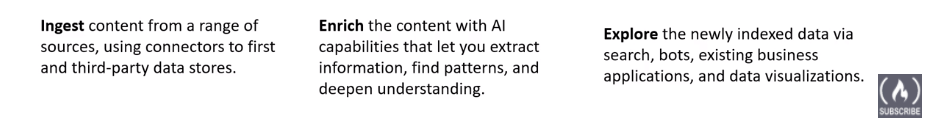 Ingest content from a range of
sources, using connectors to first
and third-party data stores.
Enrich the content with AI
capabilities that let you extract
information, find patterns, and
deepen understanding.
Explore the newly indexed data via
search, bots, existing business
applications, and data visualizations.
SUBSCRIBE